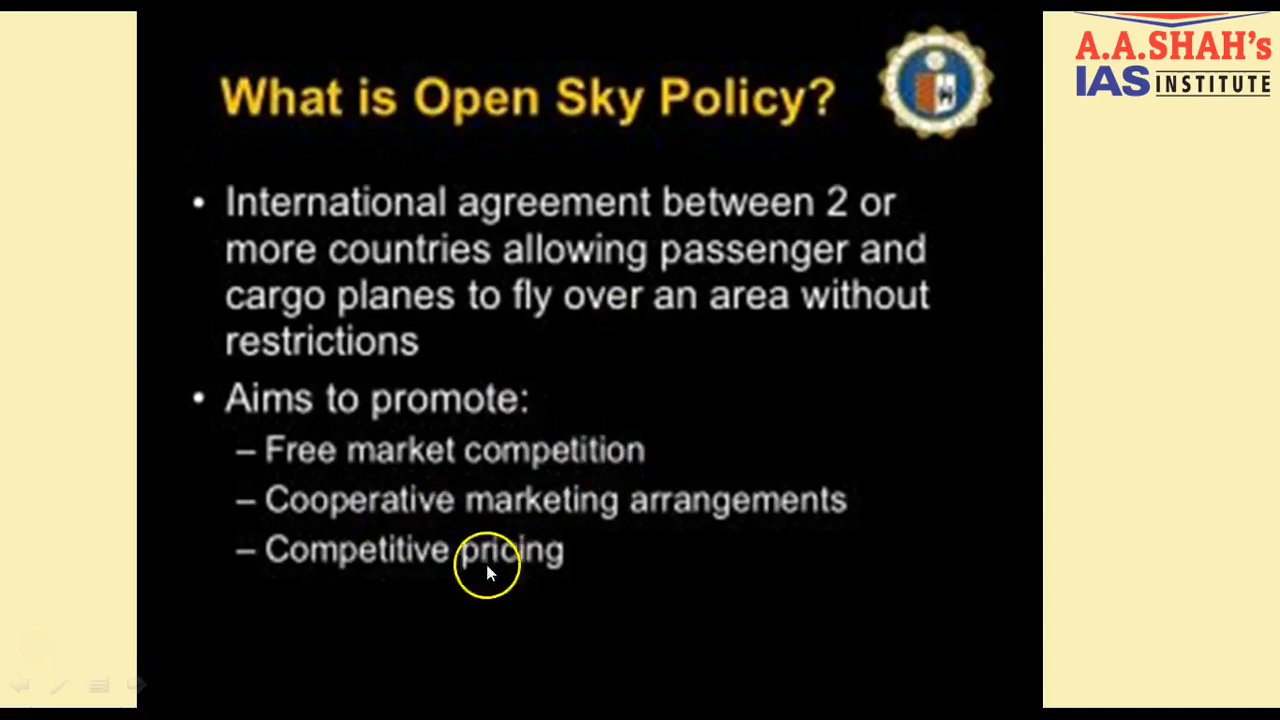 A.A.SHAH's
IAS INSTITUTE
What is Open Sky Policy?
• International agreement between 2 or
more countries allowing passenger and
cargo planes to fly over an area without
restrictions
• Aims to promote:
– Free market competition
– Cooperative marketing arrangements
– Competitive pricing